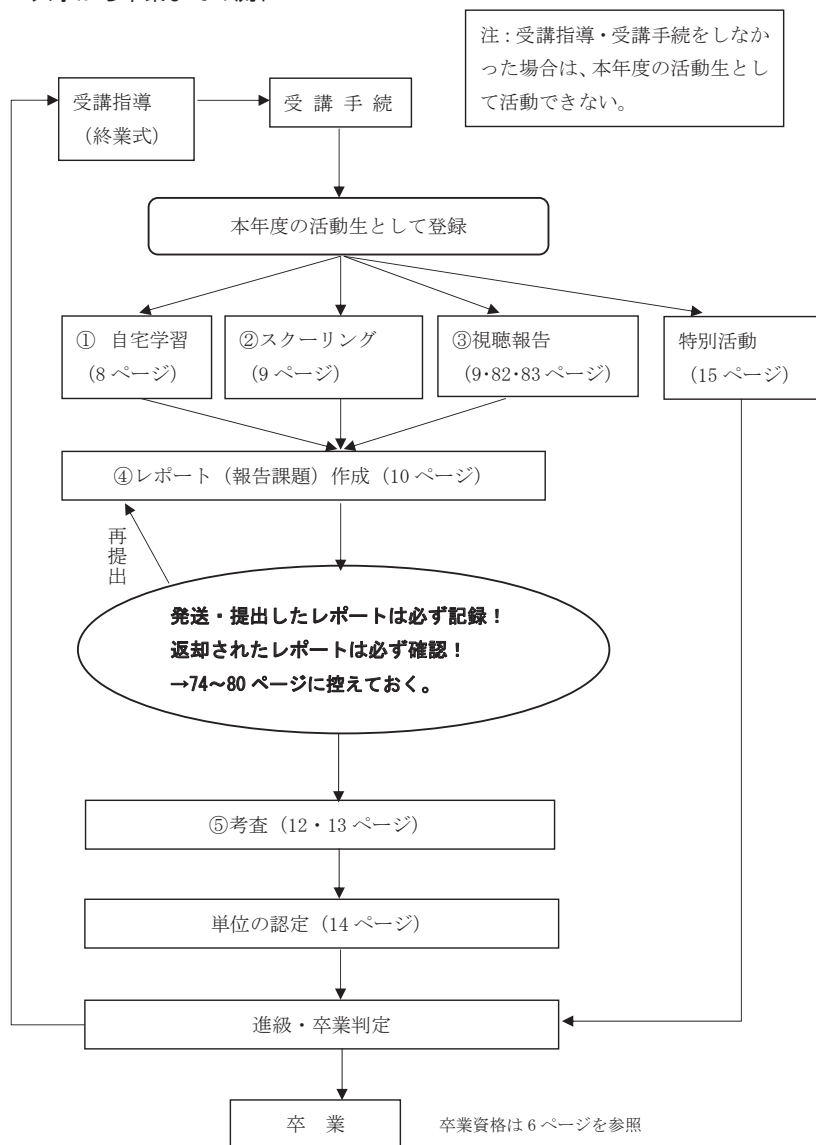 注：受講指導・受講手続をしなか
った場合は、本年度の活動生とし
て活動できない。
受講指導
（終業式）
受 講 手 続
本年度の活動生として登録
① 自宅学習
（8 ページ）
②スクーリング
（9 ページ）
③視聴報告
（9・82・83 ページ）
特別活動
（15 ページ）
④レポート（報告課題）作成（10 ページ）
再提出
発送・提出したレポートは必ず記録！
返却されたレポートは必ず確認！
→74～80 ページに控えておく。
⑤考査（12・13 ページ）
単位の認定（14 ページ）
進級・卒業判定
卒 業
卒業資格は 6 ページを参照